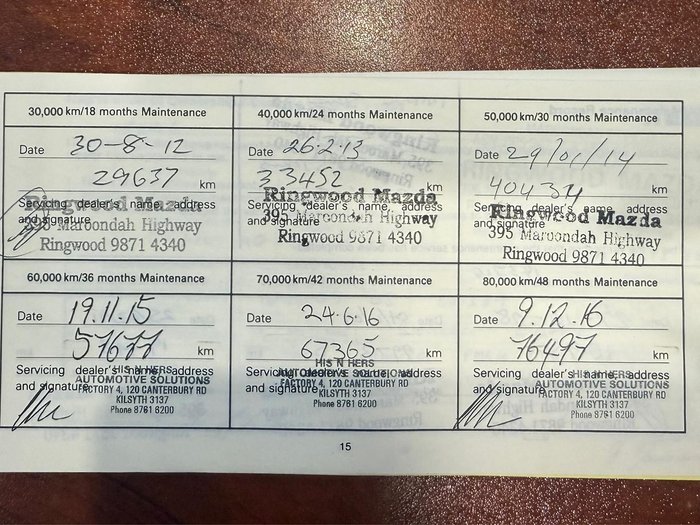 30,000 km/18 months Maintenance
Date 30-8-12
29637 km
Servicing dealer's name, address
and signature
Ringwood Mazda
395 Maroondah Highway
Ringwood 9871 4340
40,000 km/24 months Maintenance
Date 26.2.13
33452 km
Servicing dealer's name, address
and signature
Ringwood Mazda
395 Maroondah Highway
Ringwood 9871 4340
50,000 km/30 months Maintenance
Date 29/01/14
40434 km
Servicing dealer's name, address
and signature
Ringwood Mazda
395 Maroondah Highway
Ringwood 9871 4340
60,000 km/36 months Maintenance
Date 19.11.15
57677 km
Servicing dealer's name, address
and signature
HIS N HERS
AUTOMOTIVE SOLUTIONS
FACTORY 4, 120 CANTERBURY RD
KILSYTH 3137
Phone 8761 6200
70,000 km/42 months Maintenance
Date 24.6.16
67365 km
Servicing dealer's name, address
and signature
HIS N HERS
AUTOMOTIVE SOLUTIONS
FACTORY 4, 120 CANTERBURY RD
KILSYTH 3137
Phone 8761 6200
80,000 km/48 months Maintenance
Date 9.12.16
76497 km
Servicing dealer's name, address
and signature
HIS N HERS
AUTOMOTIVE SOLUTIONS
FACTORY 4, 120 CANTERBURY RD
KILSYTH 3137
Phone 8761 6200
15